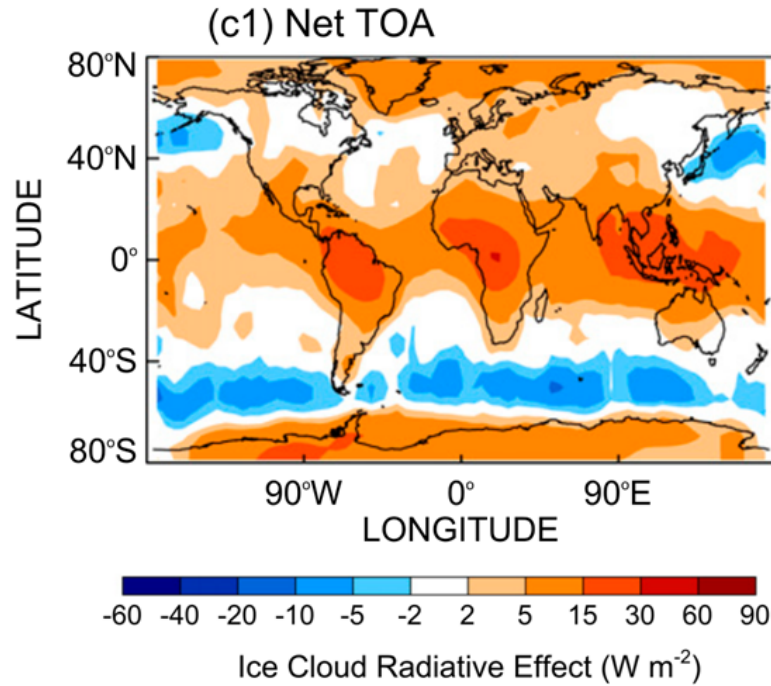 (c1) Net TOA
80°N
40°N
0°
40°S
80°S
LATITUDE
90°W 0° 90°E
LONGITUDE
-60 -40 -20 -10 -5 -2 2 5 15 30 60 90
Ice Cloud Radiative Effect (W m⁻²)